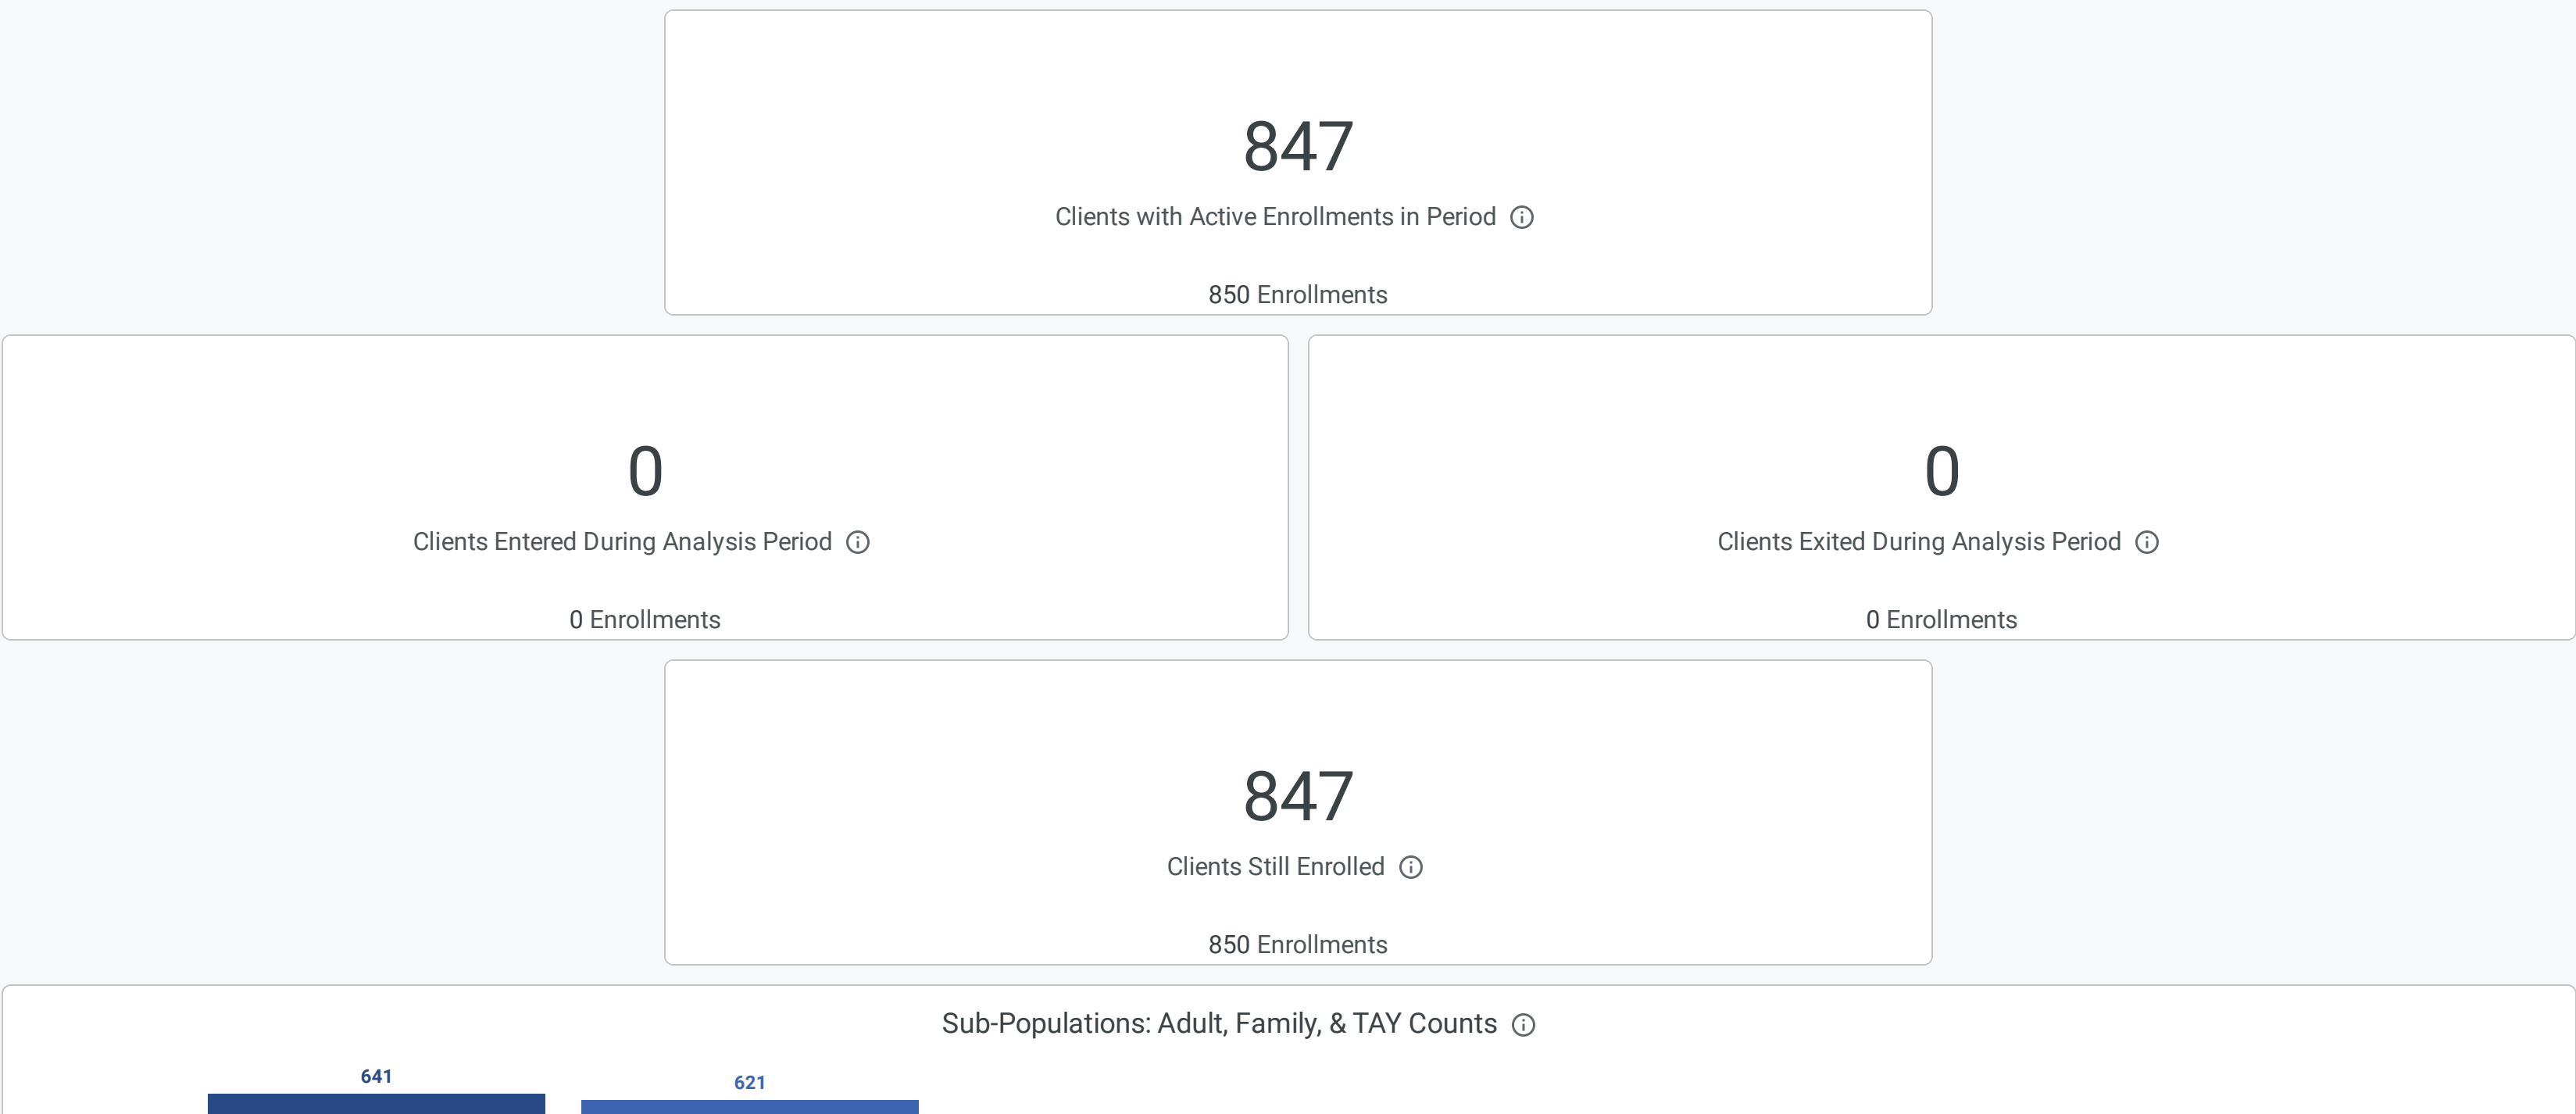 847
Clients with Active Enrollments in Period
850 Enrollments
0
Clients Entered During Analysis Period
0 Enrollments
0
Clients Exited During Analysis Period
0 Enrollments
847
Clients Still Enrolled
850 Enrollments
Sub-Populations: Adult, Family, & TAY Counts
641
621